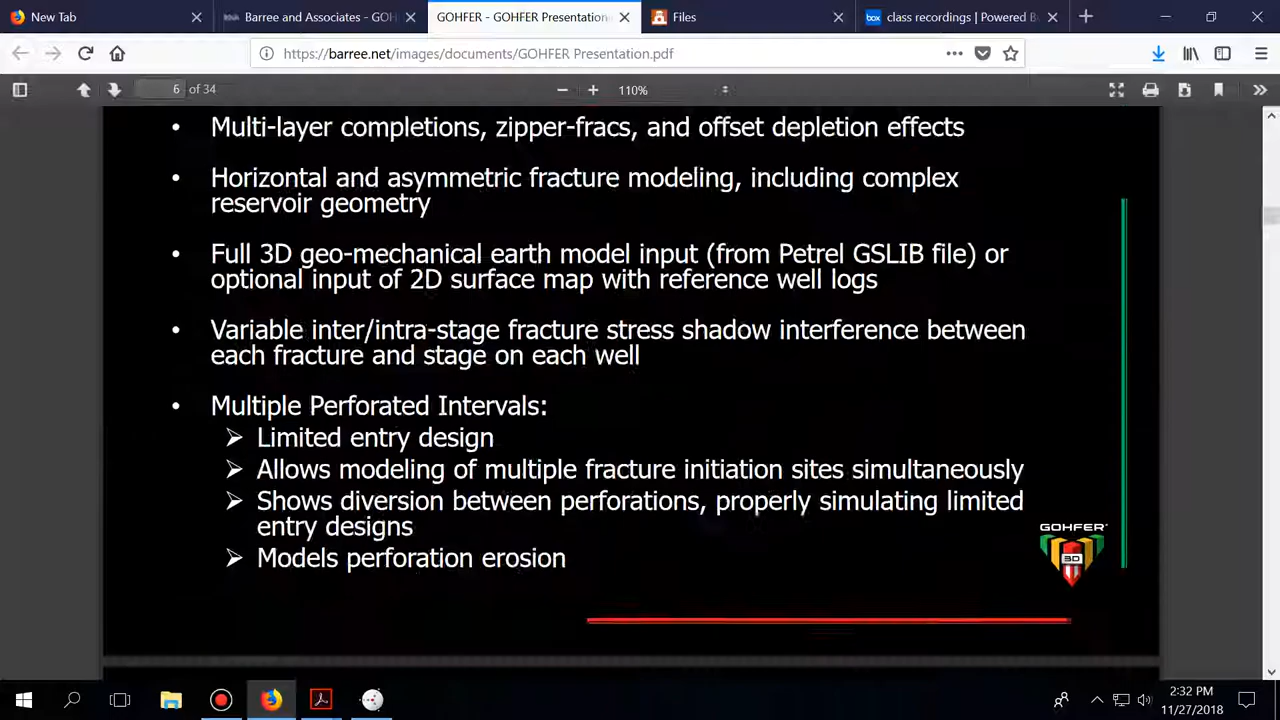 New Tab
Barree and Associates - GOH
GOHFER - GOHFER Presentation
Files
class recordings | Powered B
https://barree.net/images/documents/GOHFER Presentation.pdf
6 of 34
110%
• Multi-layer completions, zipper-fracs, and offset depletion effects
• Horizontal and asymmetric fracture modeling, including complex
reservoir geometry
• Full 3D geo-mechanical earth model input (from Petrel GSLIB file) or
optional input of 2D surface map with reference well logs
• Variable inter/intra-stage fracture stress shadow interference between
each fracture and stage on each well
• Multiple Perforated Intervals:
➢ Limited entry design
➢ Allows modeling of multiple fracture initiation sites simultaneously
➢ Shows diversion between perforations, properly simulating limited
entry designs
➢ Models perforation erosion
GOHFER
3D
2:32 PM
11/27/2018